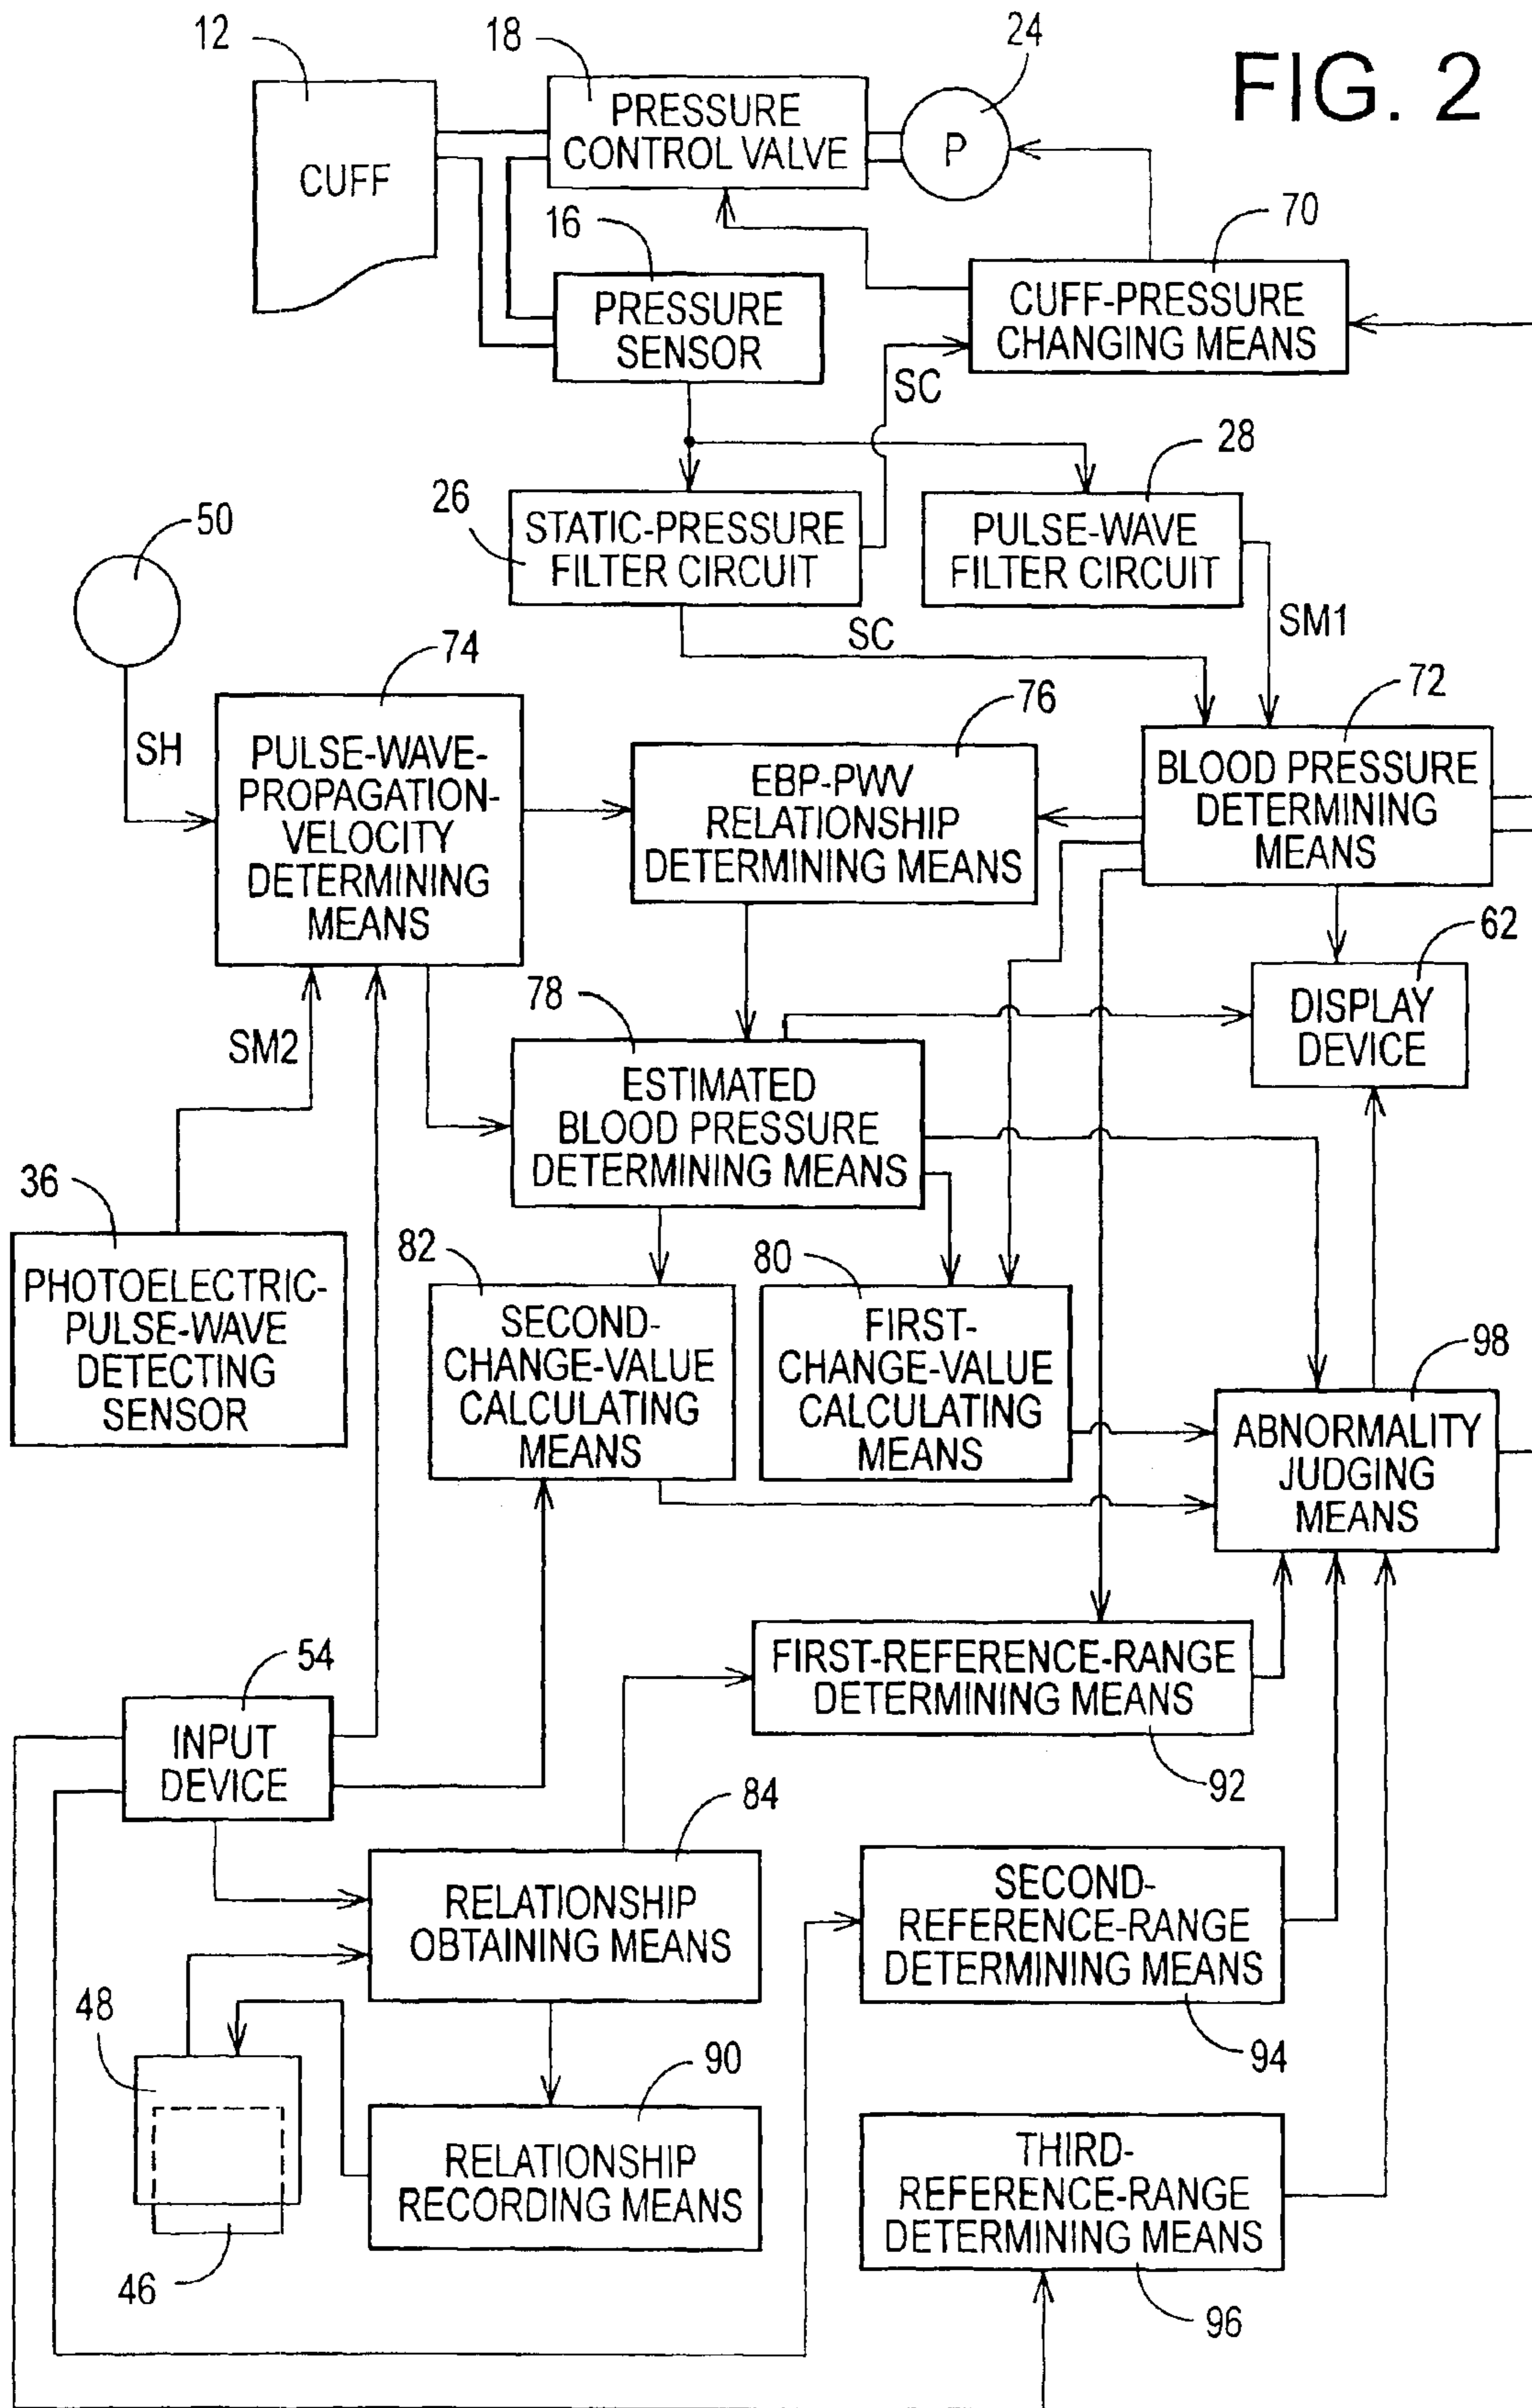 FIG. 2
12
18
24
CUFF
PRESSURE
CONTROL VALVE
P
16
70
PRESSURE
SENSOR
CUFF-PRESSURE
CHANGING MEANS
SC
28
26
50
STATIC-PRESSURE
FILTER CIRCUIT
PULSE-WAVE
FILTER CIRCUIT
SC
SM1
74
76
72
SH
PULSE-WAVE-
PROPAGATION-
VELOCITY
DETERMINING
MEANS
EBP-PWV
RELATIONSHIP
DETERMINING MEANS
BLOOD PRESSURE
DETERMINING
MEANS
62
78
DISPLAY
DEVICE
SM2
ESTIMATED
BLOOD PRESSURE
DETERMINING MEANS
36
82
80
PHOTOELECTRIC-
PULSE-WAVE
DETECTING
SENSOR
SECOND-
CHANGE-VALUE
CALCULATING
MEANS
FIRST-
CHANGE-VALUE
CALCULATING
MEANS
98
ABNORMALITY
JUDGING
MEANS
54
FIRST-REFERENCE-RANGE
DETERMINING MEANS
INPUT
DEVICE
92
84
RELATIONSHIP
OBTAINING MEANS
SECOND-
REFERENCE-RANGE
DETERMINING MEANS
48
90
94
RELATIONSHIP
RECORDING MEANS
THIRD-
REFERENCE-RANGE
DETERMINING MEANS
46
96